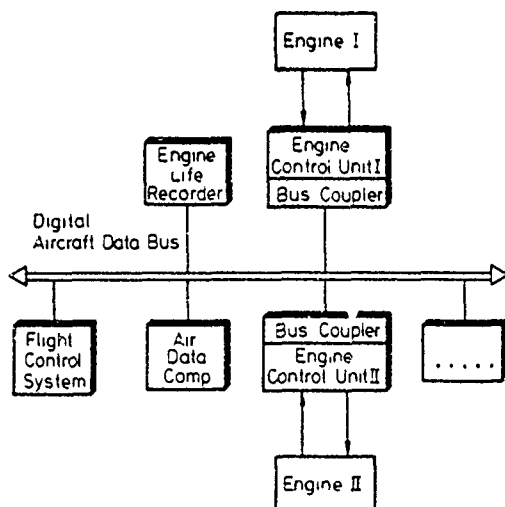 Engine I
Engine
Control Unit I
Bus Coupler
Engine
Life
Recorder
Digital
Aircraft Data Bus
Flight
Control
System
Air
Data
Comp
Bus Coupler
Engine
Control Unit II
.....
Engine II